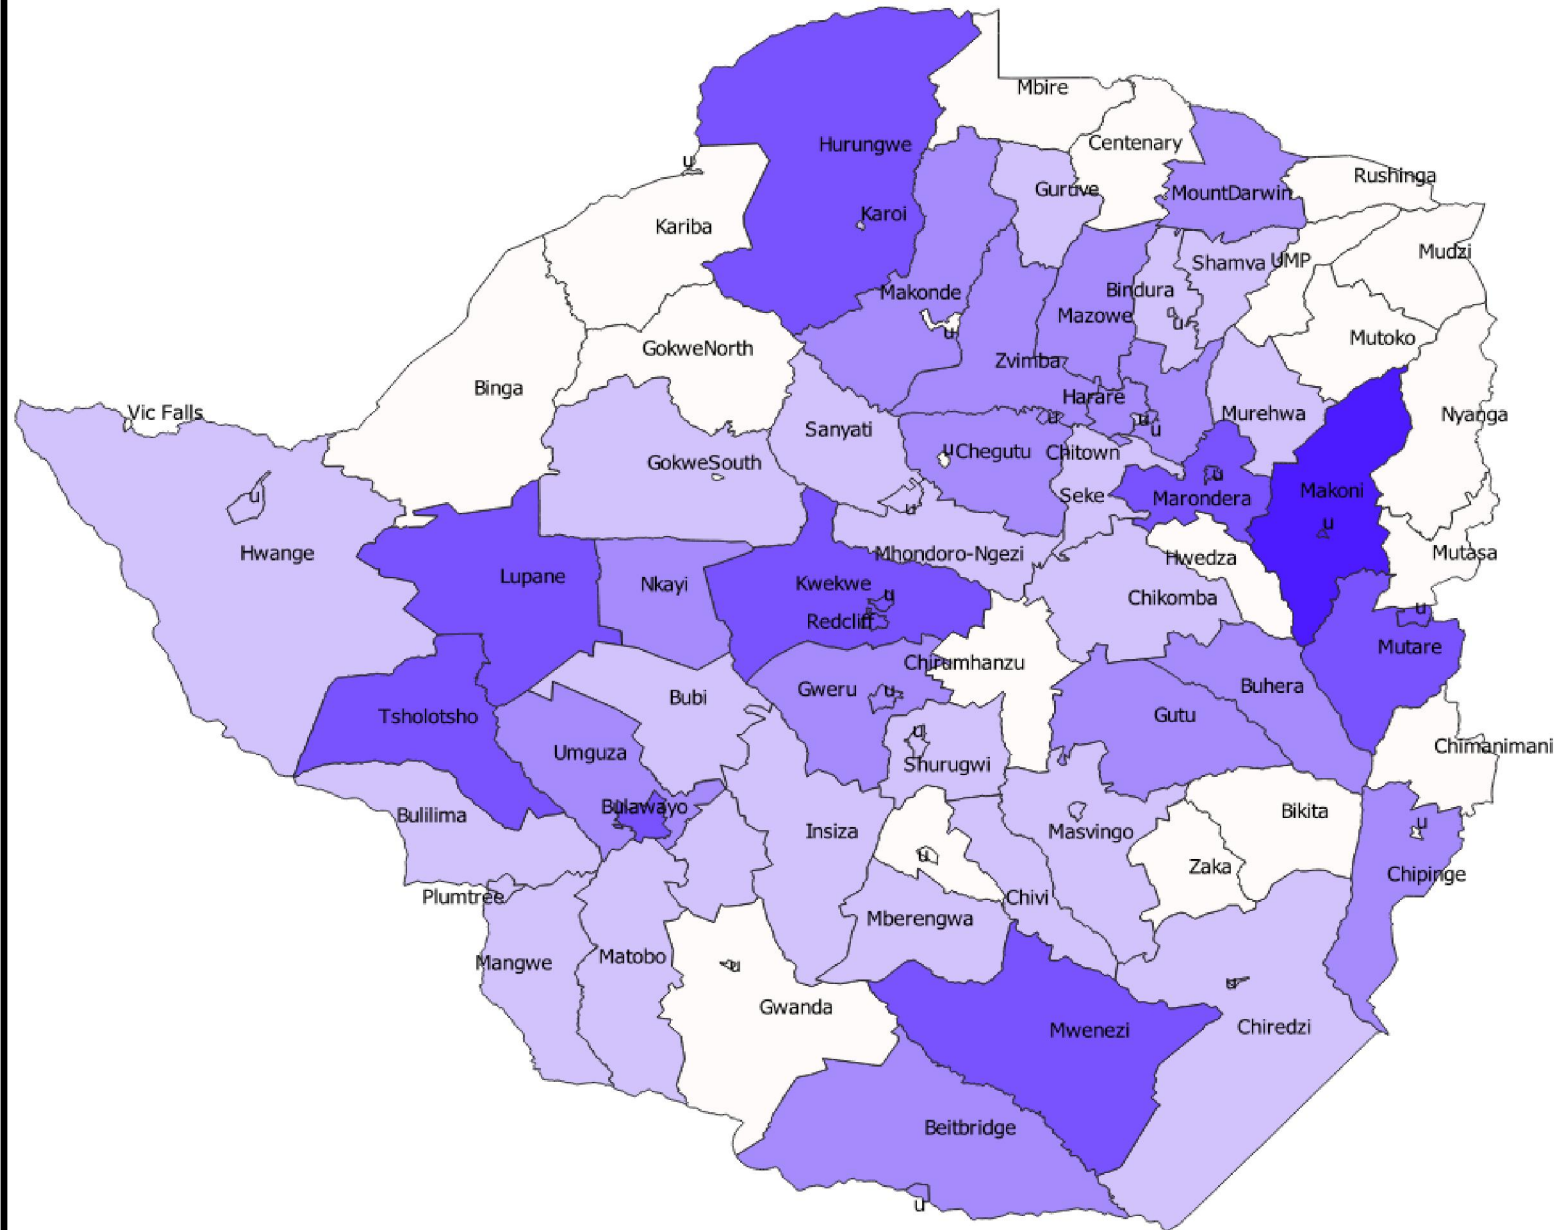 Mbire
Centenary
Hurungwe
u
Rushinga
Guruve
MountDarwin
Karoi
Kariba
Mudzi
Shamva
UMP
Makonde
Bindura
Mazowe
u
u
Mutoko
GokweNorth
Zvimba
Binga
Harare
Vic Falls
Murehwa
Nyanga
u
u
u
Sanyati
u
Chegutu
Chitown
GokweSouth
u
Makoni
Seke
Marondera
u
u
u
Hwange
Mhondoro-Ngezi
Hwedza
Mutasa
Lupane
Nkayi
Kwekwe
u
Chikomba
u
Redcliff
Mutare
Chirumhanzu
Gweru
u
Buhera
Bubi
Tsholotsho
Gutu
u
Chimanimani
Umguza
Shurugwi
Bulawayo
Bikita
Bulilima
u
Insiza
Masvingo
u
Zaka
Chipinge
Plumtree
Chivi
Mberengwa
Mangwe
Matobo
u
u
Gwanda
Mwenezi
Chiredzi
Beitbridge
u